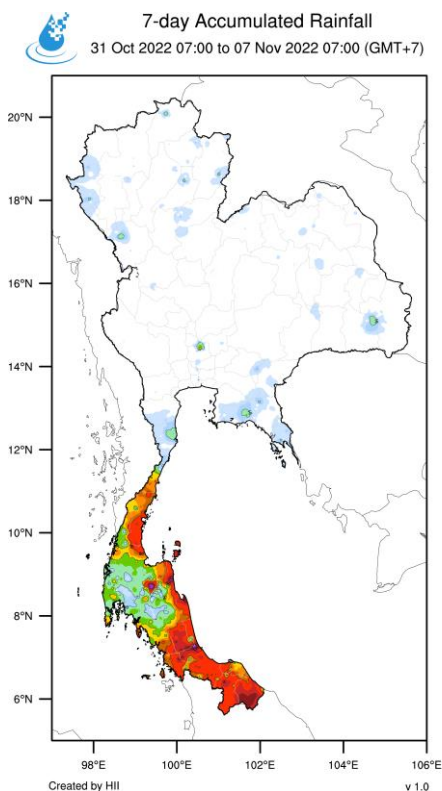 7-day Accumulated Rainfall
31 Oct 2022 07:00 to 07 Nov 2022 07:00 (GMT+7)
20°N
18°N
16°N
14°N
12°N
10°N
8°N
6°N
98°E 100°E 102°E 104°E 106°E
Created by HII v 1.0